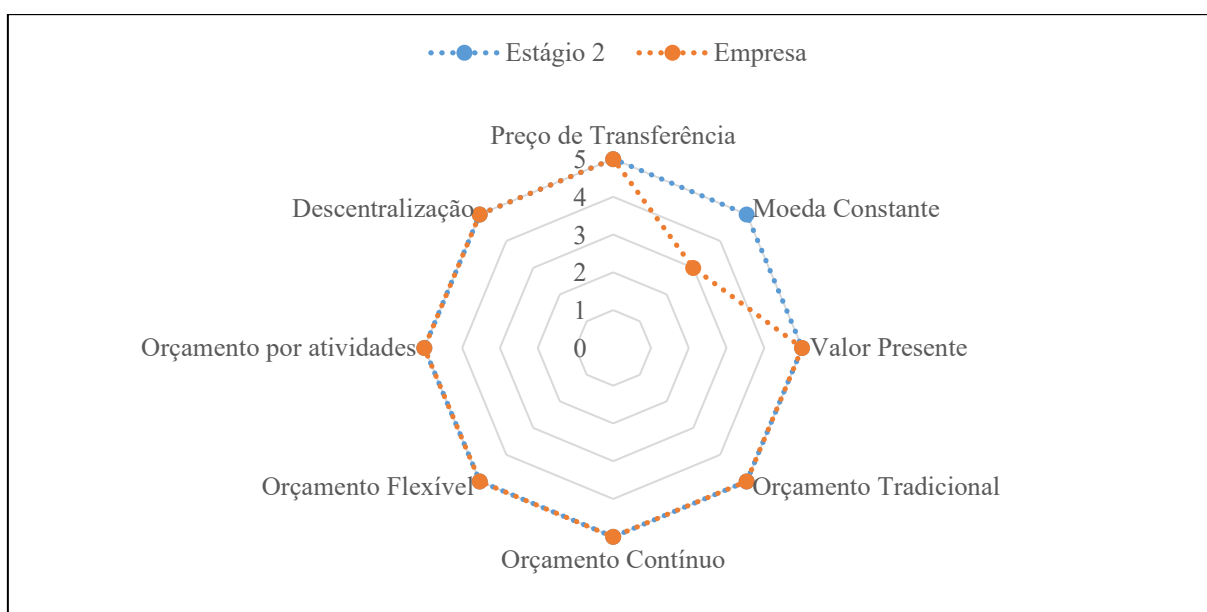 Estágio 2 Empresa
Preço de Transferência
5
Descentralização
Moeda Constante
4
3
2
1
Orçamento por atividades
0
Valor Presente
Orçamento Flexível
Orçamento Tradicional
Orçamento Contínuo